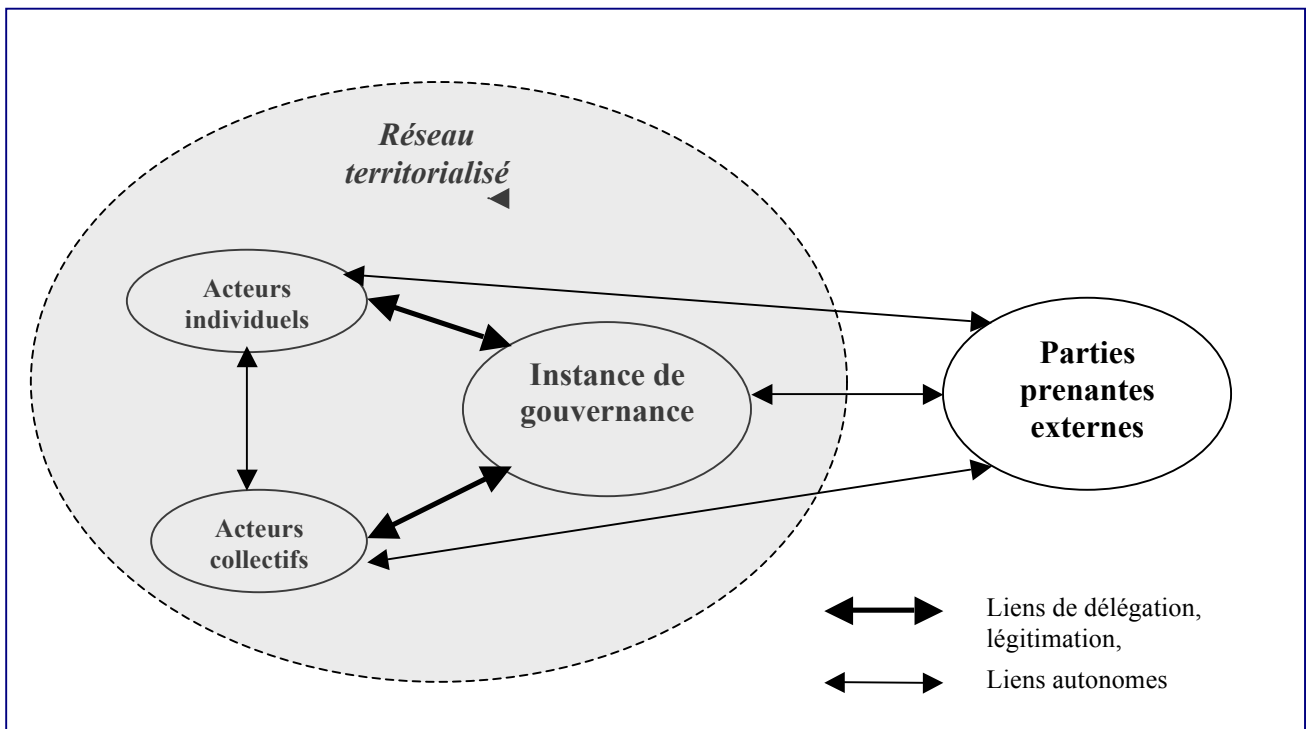 Réseau
territorialisé
Acteurs
individuels
Instance de
gouvernance
Parties
prenantes
externes
Acteurs
collectifs
Liens de délégation,
légitimation,
Liens autonomes